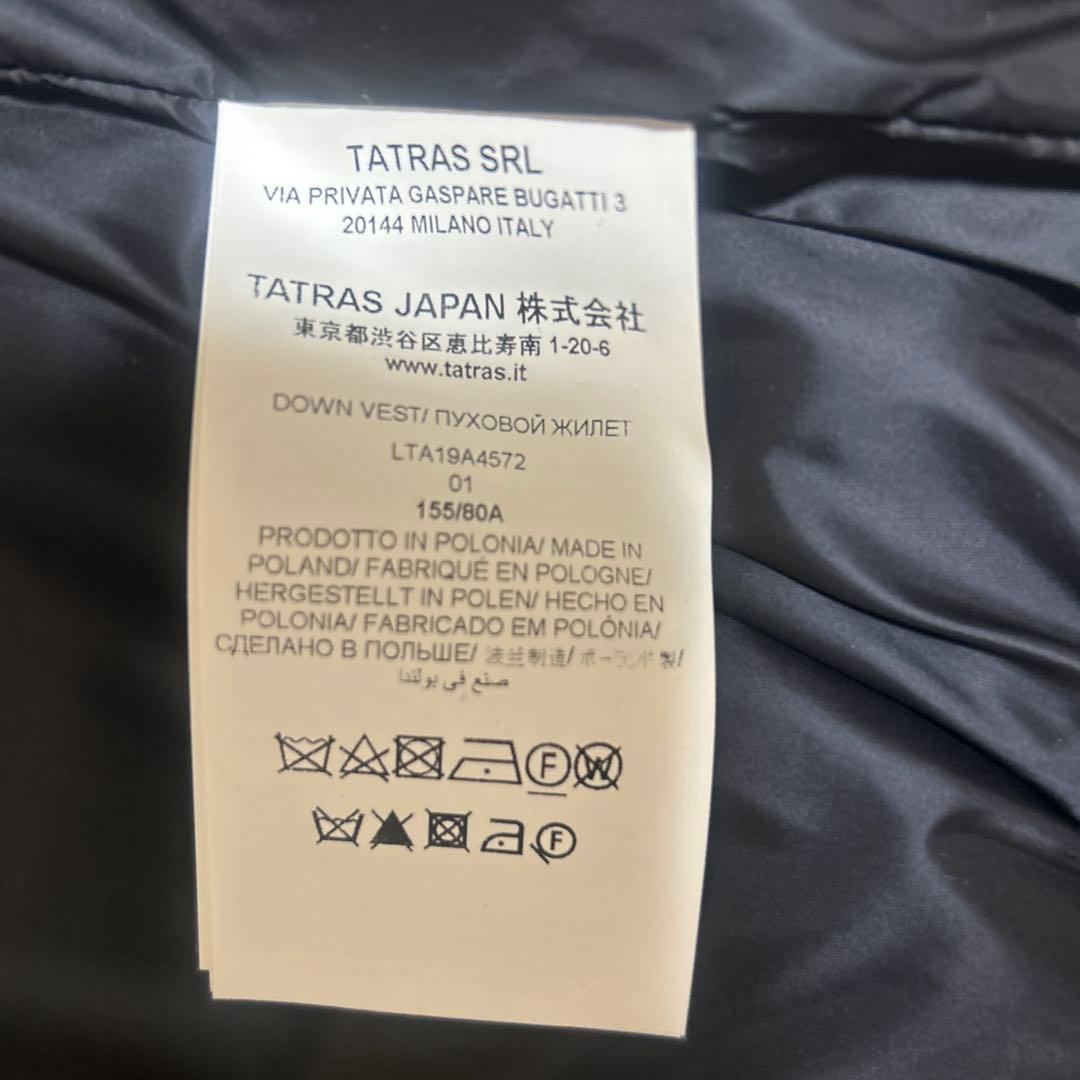 TATRAS SRL
VIA PRIVATA GASPARE BUGATTI 3
20144 MILANO ITALY
TATRAS JAPAN 株式会社
東京都渋谷区恵比寿南 1-20-6
www.tatras.it
DOWN VEST/ ПУХОВОЙ ЖИЛЕТ
LTA19A4572
01
155/80A
PRODOTTO IN POLONIA/ MADE IN
POLAND/ FABRIQUÉ EN POLOGNE/
HERGESTELLT IN POLEN/ HECHO EN
POLONIA/ FABRICADO EM POLÓNIA/
СДЕЛАНО В ПОЛЬШЕ/ 波兰制造/ ポーランド製/
صنع في بولندا
F W
F